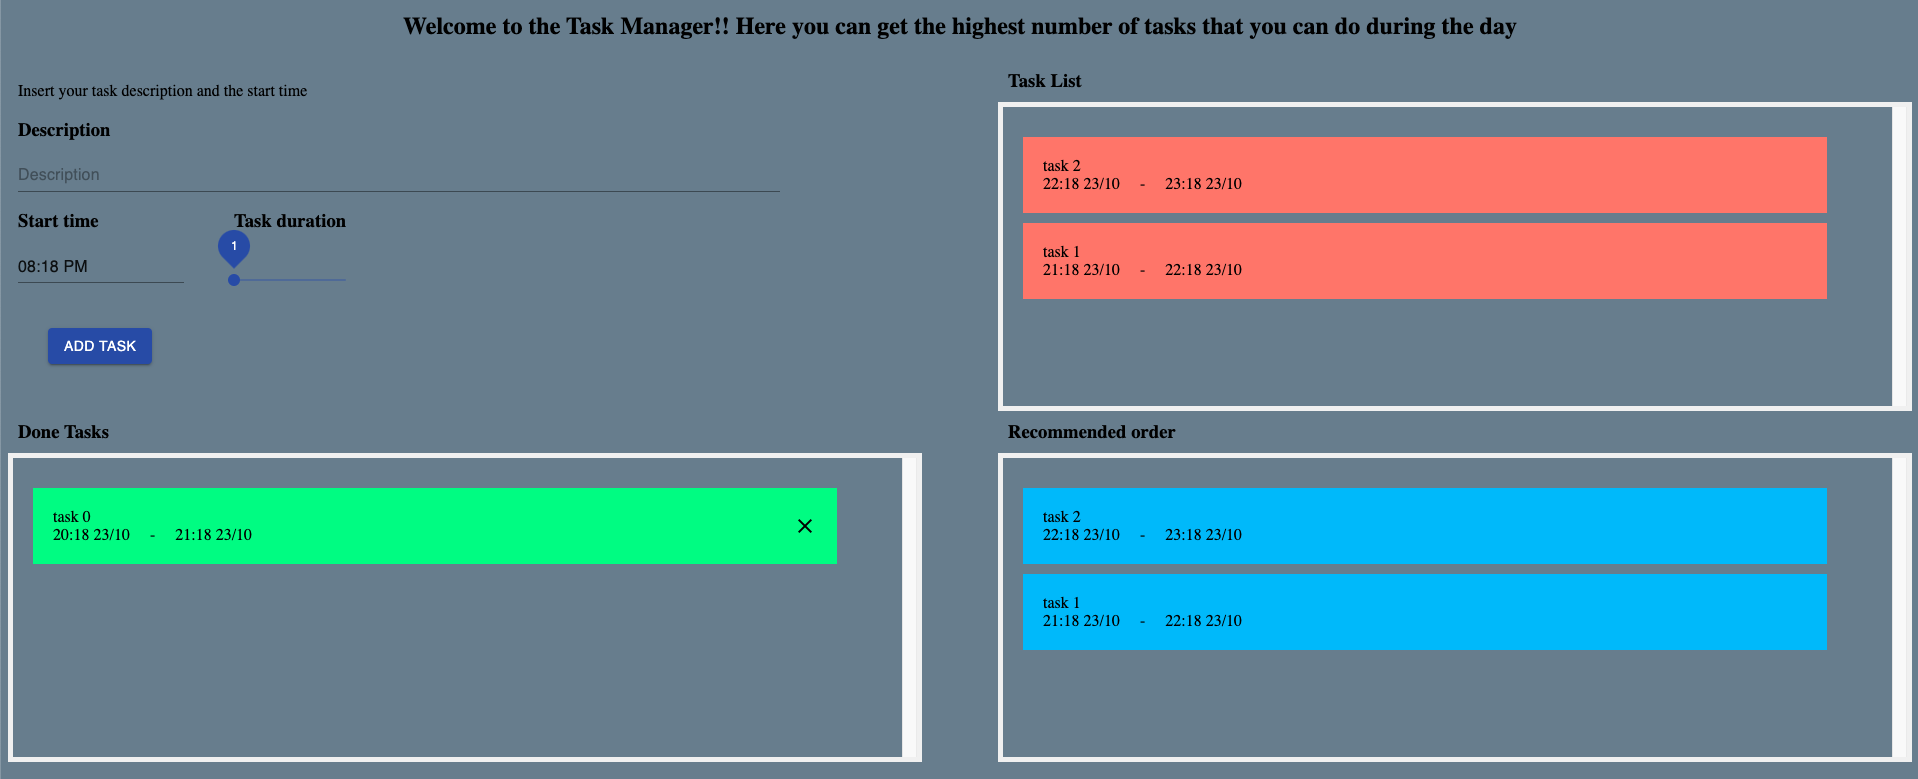 Welcome to the Task Manager!! Here you can get the highest number of tasks that you can do during the day
Insert your task description and the start time
Description
Description
Start time
Task duration
1
08:18 PM
ADD TASK
Task List
task 2
22:18 23/10 - 23:18 23/10
task 1
21:18 23/10 - 22:18 23/10
Done Tasks
task 0
20:18 23/10 - 21:18 23/10
Recommended order
task 2
22:18 23/10 - 23:18 23/10
task 1
21:18 23/10 - 22:18 23/10